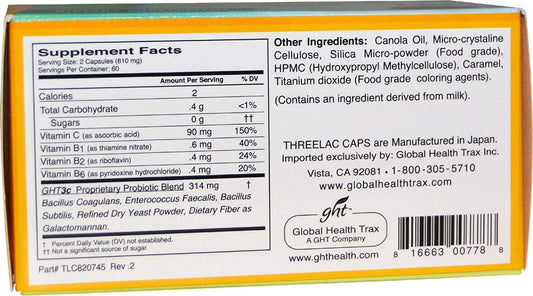 Supplement Facts
Serving Size: 2 Capsules (810 mg)
Servings Per Container: 60
Amount Per Serving % DV
Calories 2
Total Carbohydrate .4 g <1%
Sugars 0 g ††
Vitamin C (as ascorbic acid) 90 mg 150%
Vitamin B1 (as thiamine nitrate) .6 mg 40%
Vitamin B2 (as riboflavin) .4 mg 24%
Vitamin B6 (as pyridoxine hydrochloride) .4 mg 20%
GHT3c Proprietary Probiotic Blend 314 mg †
Bacillus Coagulans, Enterococcus Faecalis, Bacillus
Subtilis, Refined Dry Yeast Powder, Dietary Fiber as
Galactomannan.
† Percent Daily Value (DV) not established.
†† Not a significant source of sugar.
Part# TLC820745 Rev .2
Other Ingredients: Canola Oil, Micro-crystaline
Cellulose, Silica Micro-powder (Food grade),
HPMC (Hydroxypropyl Methylcellulose), Caramel,
Titanium dioxide (Food grade coloring agents).
(Contains an ingredient derived from milk).
THREELAC CAPS are Manufactured in Japan.
Imported exclusively by: Global Health Trax Inc.
Vista, CA 92081 · 1-800-305-5710
www.globalhealthtrax.com
ght
Global Health Trax
A GHT Company
www.ghthealth.com
8 16663 00778 8